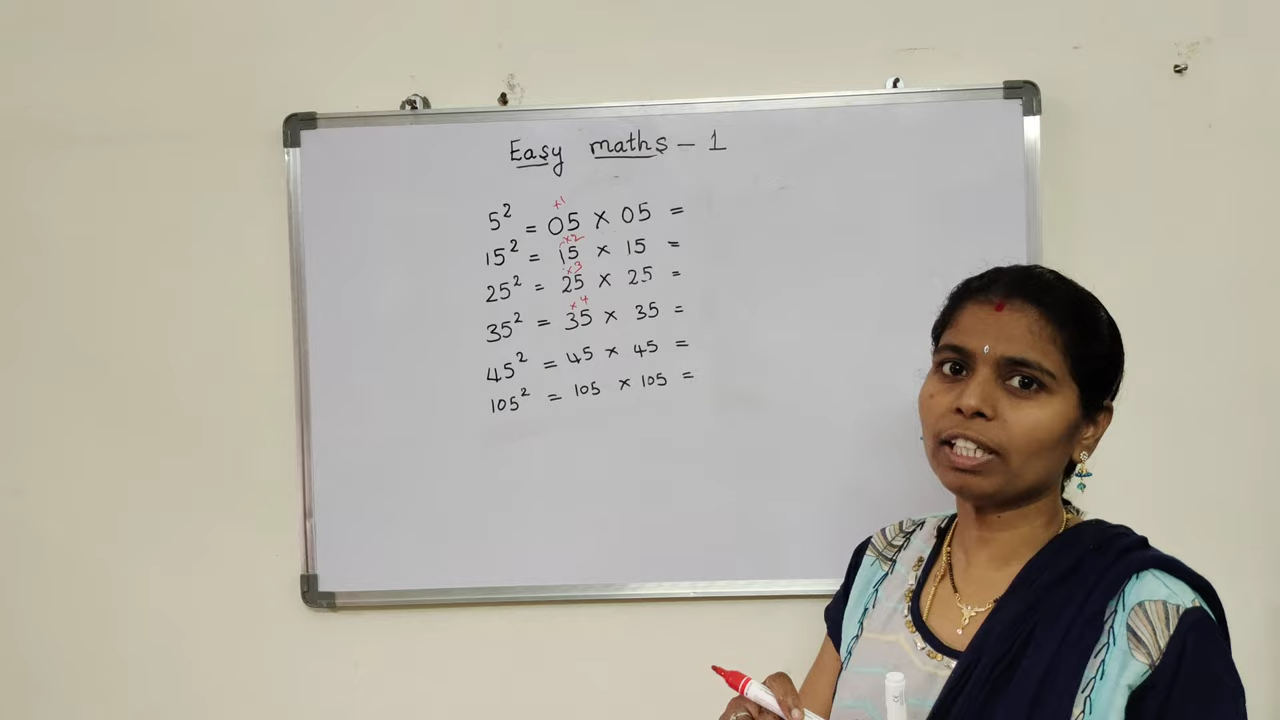 Easy maths - 1
×1
5² = 05 × 05 =
×2
15² = 15 × 15 =
×3
25² = 25 × 25 =
×4
35² = 35 × 35 =
45² = 45 × 45 =
105² = 105 × 105 =